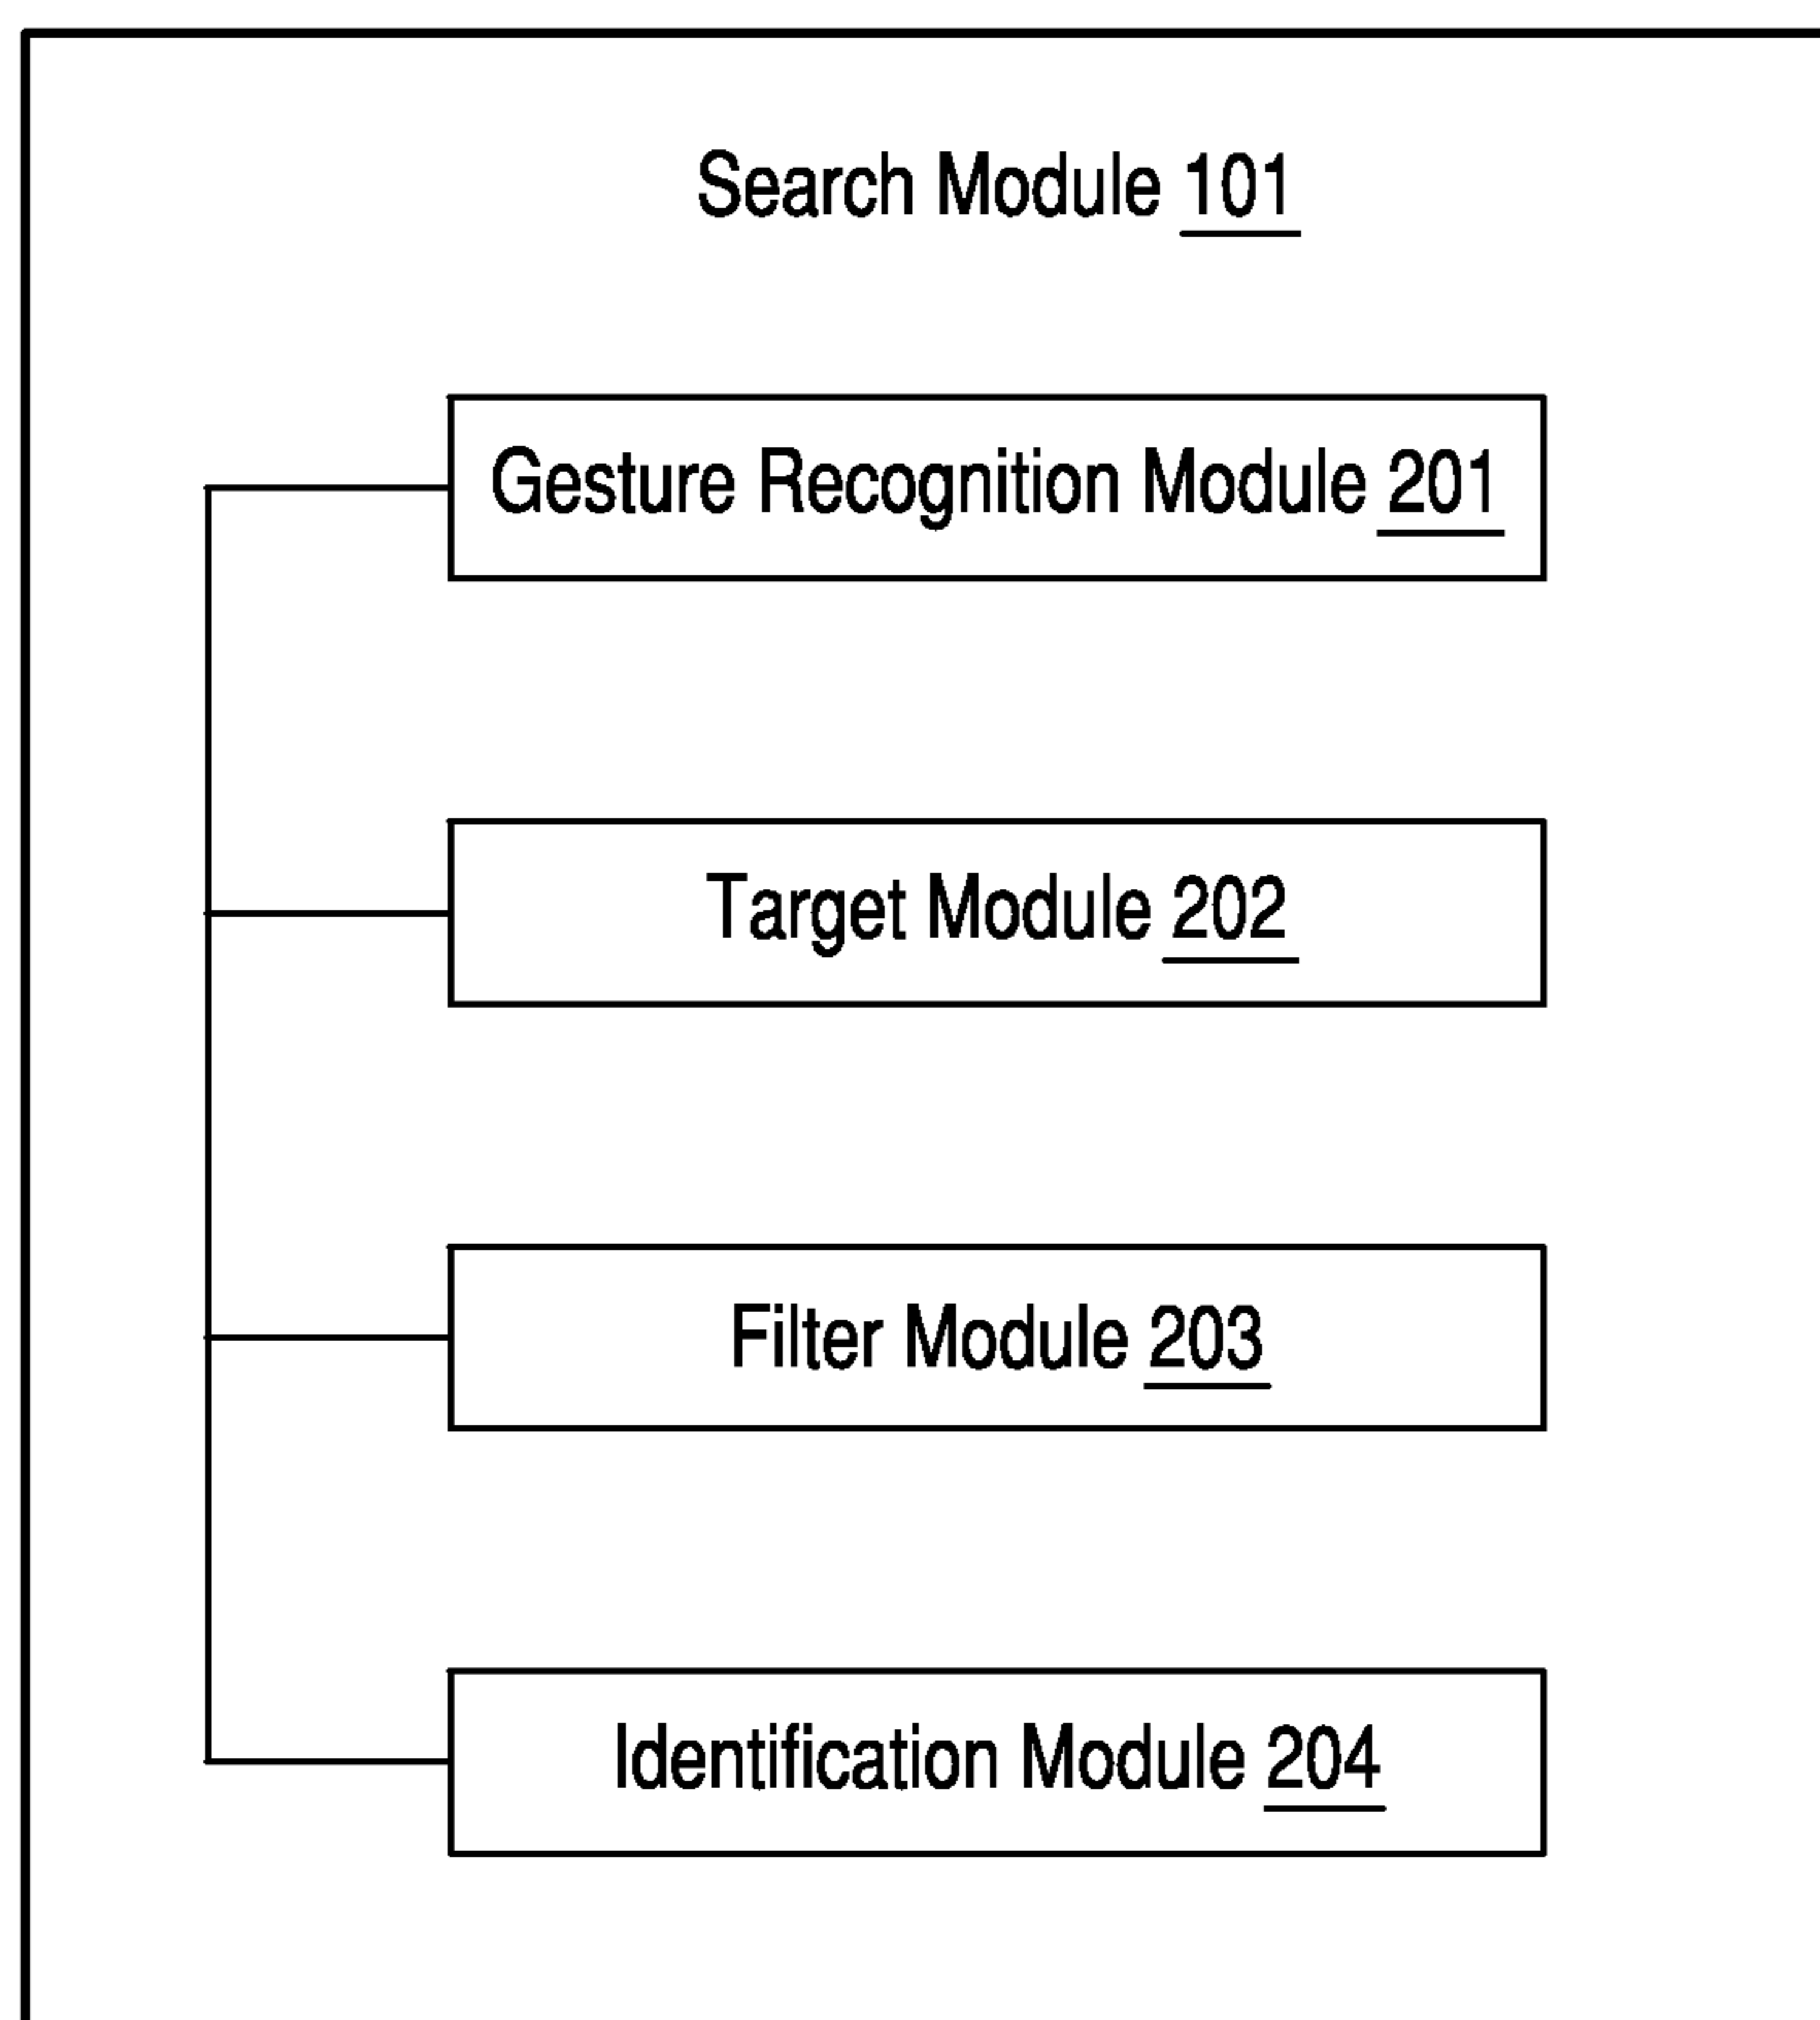 Search Module 101
Gesture Recognition Module 201
Target Module 202
Filter Module 203
Identification Module 204